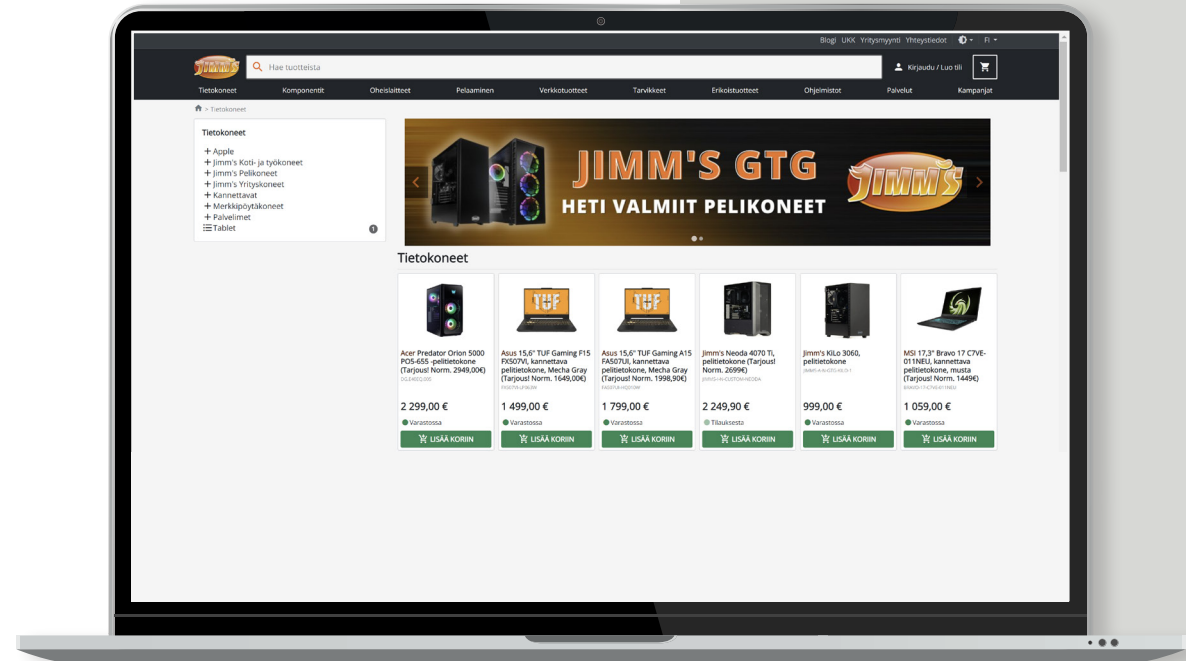 Blogi UKK Yritysmyynti Yhteystiedot FI
JIMM'S
Hae tuotteista
Kirjaudu / Luo tili
Tietokoneet Komponentit Oheislaitteet Pelaaminen Verkkotuotteet Tarvikkeet Erikoistuotteet Ohjelmistot Palvelut Kampanjat
> Tietokoneet
Tietokoneet
+ Apple
+ Jimm's Koti- ja työkoneet
+ Jimm's Pelikoneet
+ Jimm's Yrityskoneet
+ Kannettavat
+ Merkkipöytäkoneet
+ Palvelimet
Tablet 1
JIMM'S GTG
HETI VALMIIT PELIKONEET
JIMM'S
Tietokoneet
TUF
TUF
Acer Predator Orion 5000
PO5-655 -pelitietokone
(Tarjous! Norm. 2949,00€)
2 299,00 €
Varastossa
LISÄÄ KORIIN
Asus 15,6" TUF Gaming F15
FX507VI, kannettava
pelitietokone, Mecha Gray
(Tarjous! Norm. 1649,00€)
1 499,00 €
Varastossa
LISÄÄ KORIIN
Asus 15,6" TUF Gaming A15
FA507UI, kannettava
pelitietokone, Mecha Gray
(Tarjous! Norm. 1998,90€)
1 799,00 €
Varastossa
LISÄÄ KORIIN
Jimm's Neoda 4070 Ti,
pelitietokone (Tarjous!
Norm. 2699€)
2 249,90 €
Tilauksesta
LISÄÄ KORIIN
Jimm's KiLo 3060,
pelitietokone
999,00 €
Varastossa
LISÄÄ KORIIN
MSI 17,3" Bravo 17 C7VE-
011NEU, kannettava
pelitietokone, musta
(Tarjous! Norm. 1449€)
1 059,00 €
Varastossa
LISÄÄ KORIIN